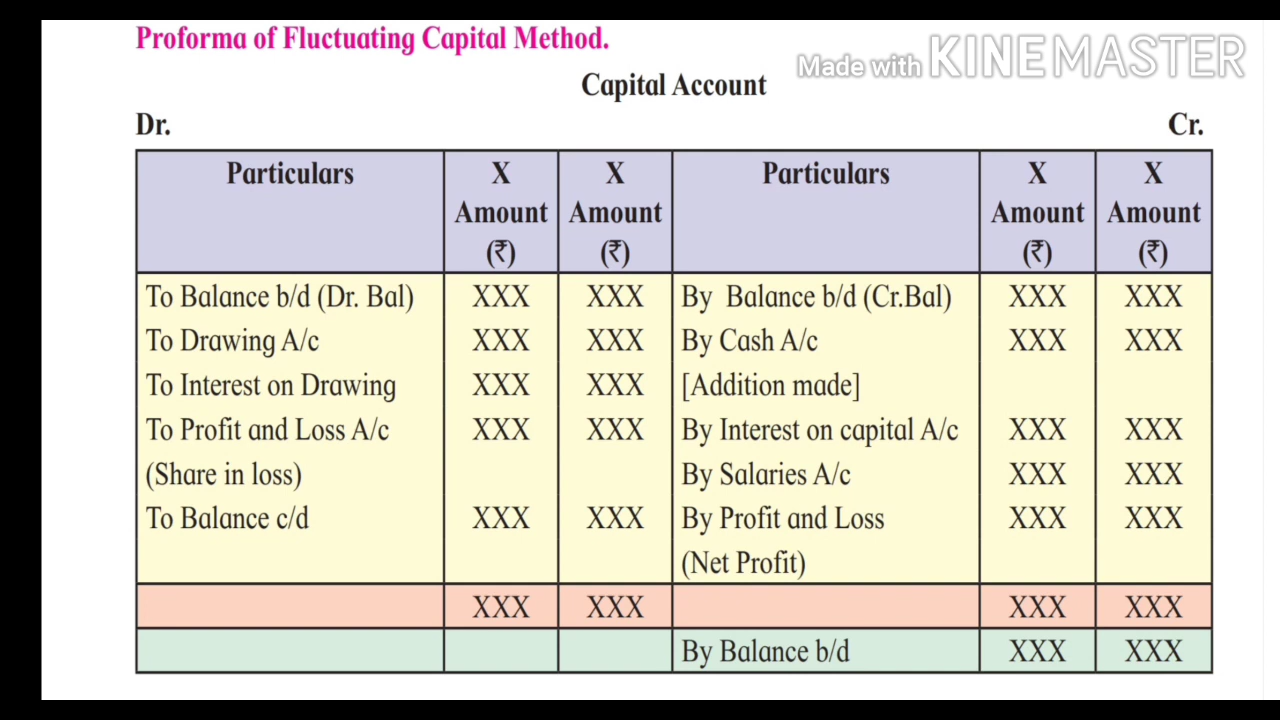 Proforma of Fluctuating Capital Method.
Made with KINEMASTER
Capital Account
Dr. Cr.
Particulars X X Particulars X X
Amount Amount Amount Amount
(₹) (₹) (₹) (₹)
To Balance b/d (Dr. Bal) XXX XXX By Balance b/d (Cr.Bal) XXX XXX
To Drawing A/c XXX XXX By Cash A/c XXX XXX
To Interest on Drawing XXX XXX [Addition made]
To Profit and Loss A/c XXX XXX By Interest on capital A/c XXX XXX
(Share in loss) By Salaries A/c XXX XXX
To Balance c/d XXX XXX By Profit and Loss XXX XXX
(Net Profit)
XXX XXX XXX XXX
By Balance b/d XXX XXX